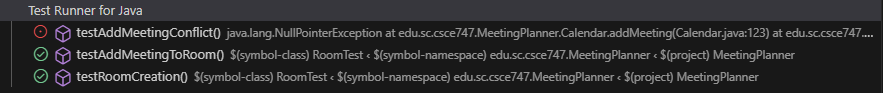 Test Runner for Java
testAddMeetingConflict() java.lang.NullPointerException at edu.sc.csce747.MeetingPlanner.Calendar.addMeeting(Calendar.java:123) at edu.sc.csce747....
testAddMeetingToRoom() $(symbol-class) RoomTest < $(symbol-namespace) edu.sc.csce747.MeetingPlanner < $(project) MeetingPlanner
testRoomCreation() $(symbol-class) RoomTest < $(symbol-namespace) edu.sc.csce747.MeetingPlanner < $(project) MeetingPlanner